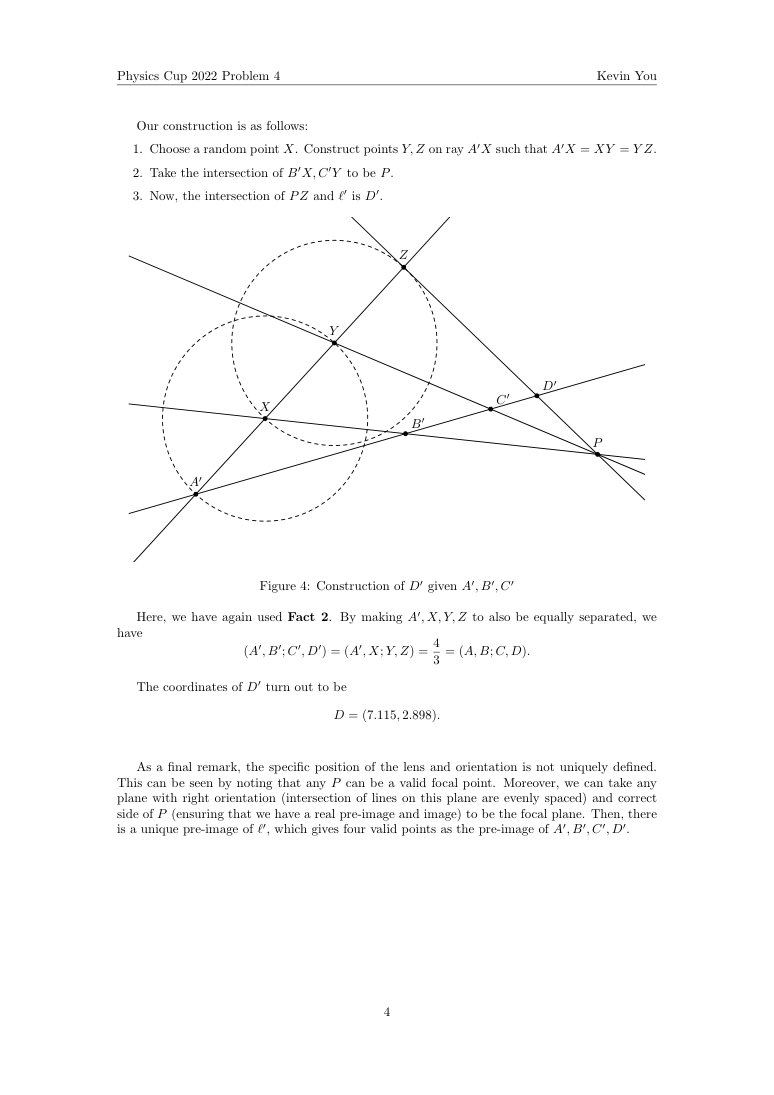 Physics Cup 2022 Problem 4 Kevin You
Our construction is as follows:
1. Choose a random point X. Construct points Y, Z on ray A′X such that A′X = XY = YZ.
2. Take the intersection of B′X, C′Y to be P.
3. Now, the intersection of PZ and ℓ′ is D′.
Z
Y
D′
C′
X
B′
P
A′
Figure 4: Construction of D′ given A′, B′, C′
Here, we have again used Fact 2. By making A′, X, Y, Z to also be equally separated, we
have
(A′, B′; C′, D′) = (A′, X; Y, Z) = 4/3 = (A, B; C, D).
The coordinates of D′ turn out to be
D = (7.115, 2.898).
As a final remark, the specific position of the lens and orientation is not uniquely defined.
This can be seen by noting that any P can be a valid focal point. Moreover, we can take any
plane with right orientation (intersection of lines on this plane are evenly spaced) and correct
side of P (ensuring that we have a real pre-image and image) to be the focal plane. Then, there
is a unique pre-image of ℓ′, which gives four valid points as the pre-image of A′, B′, C′, D′.
4